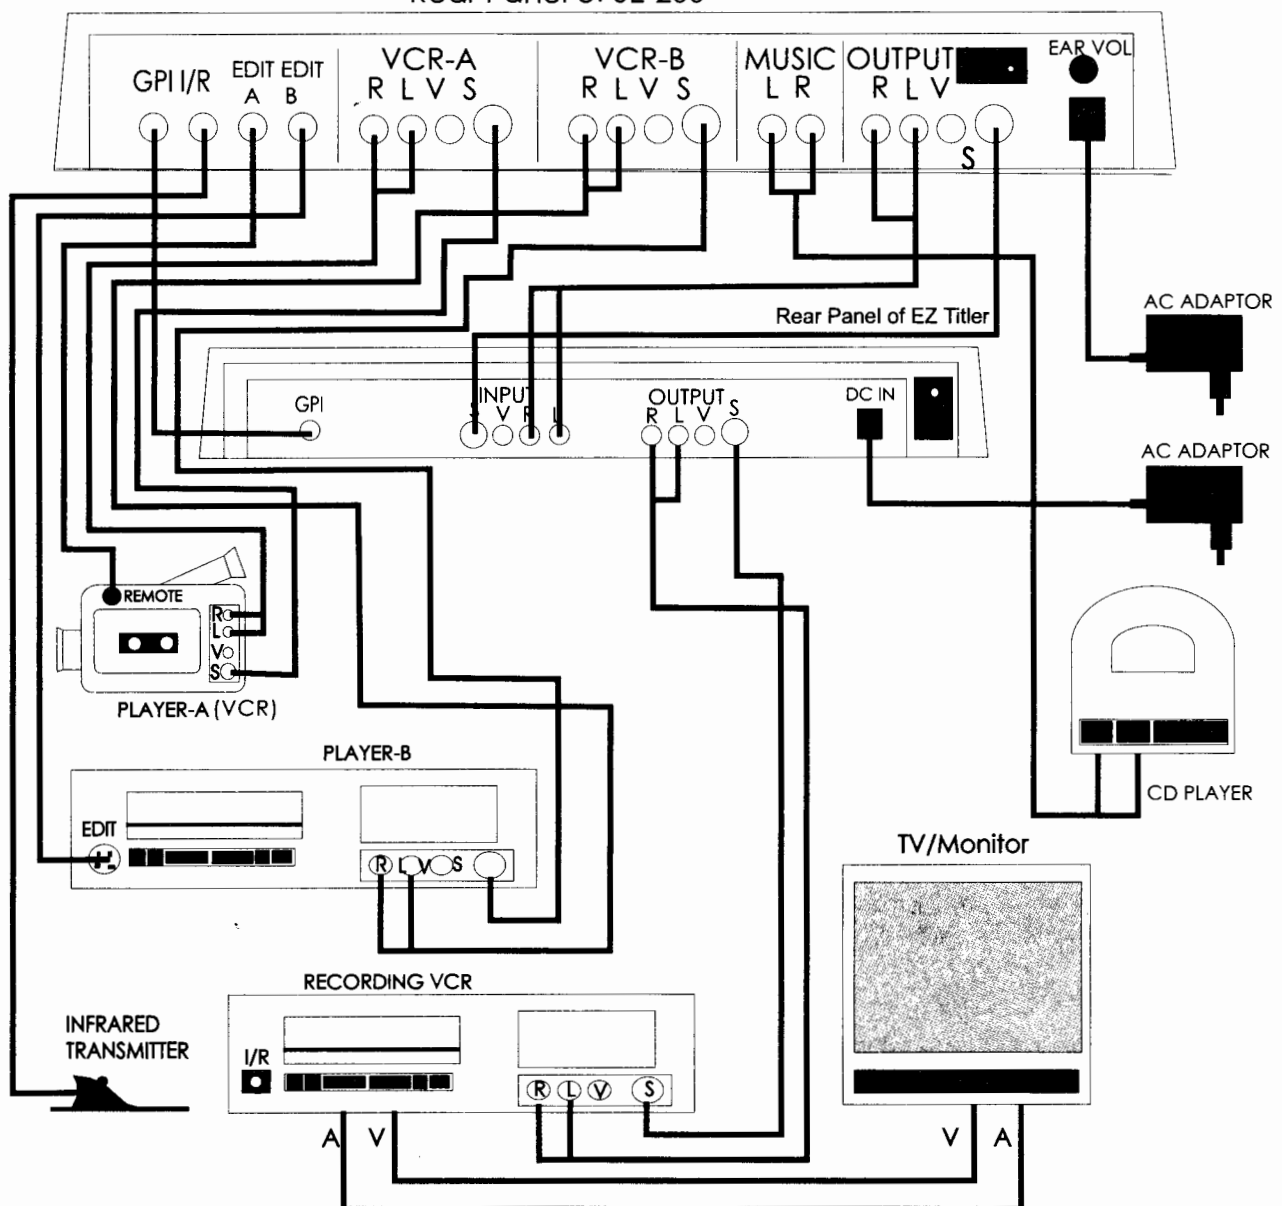 GPI I/R
EDIT EDIT
A B
VCR-A
R L V S
VCR-B
R L V S
MUSIC
L R
OUTPUT
R L V
S
EAR VOL
AC ADAPTOR
Rear Panel of EZ Titler
GPI
INPUT
S V R L
OUTPUT
R L V S
DC IN
AC ADAPTOR
REMOTE
R
L
V
S
PLAYER-A (VCR)
PLAYER-B
EDIT
R L V S
CD PLAYER
TV/Monitor
RECORDING VCR
INFRARED
TRANSMITTER
I/R
R L V S
A V
V A